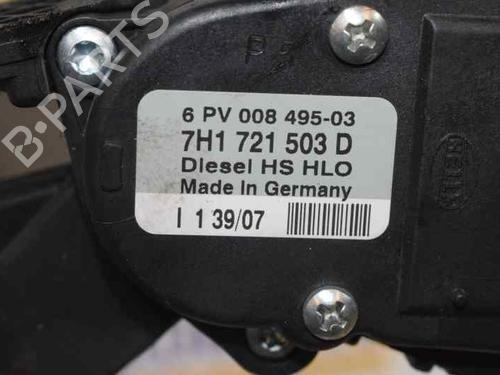 B-PARTS
P 5
6 PV 008 495-03
7H1 721 503 D
Diesel HS HLO
Made in Germany
I 1 39/07
HELLA